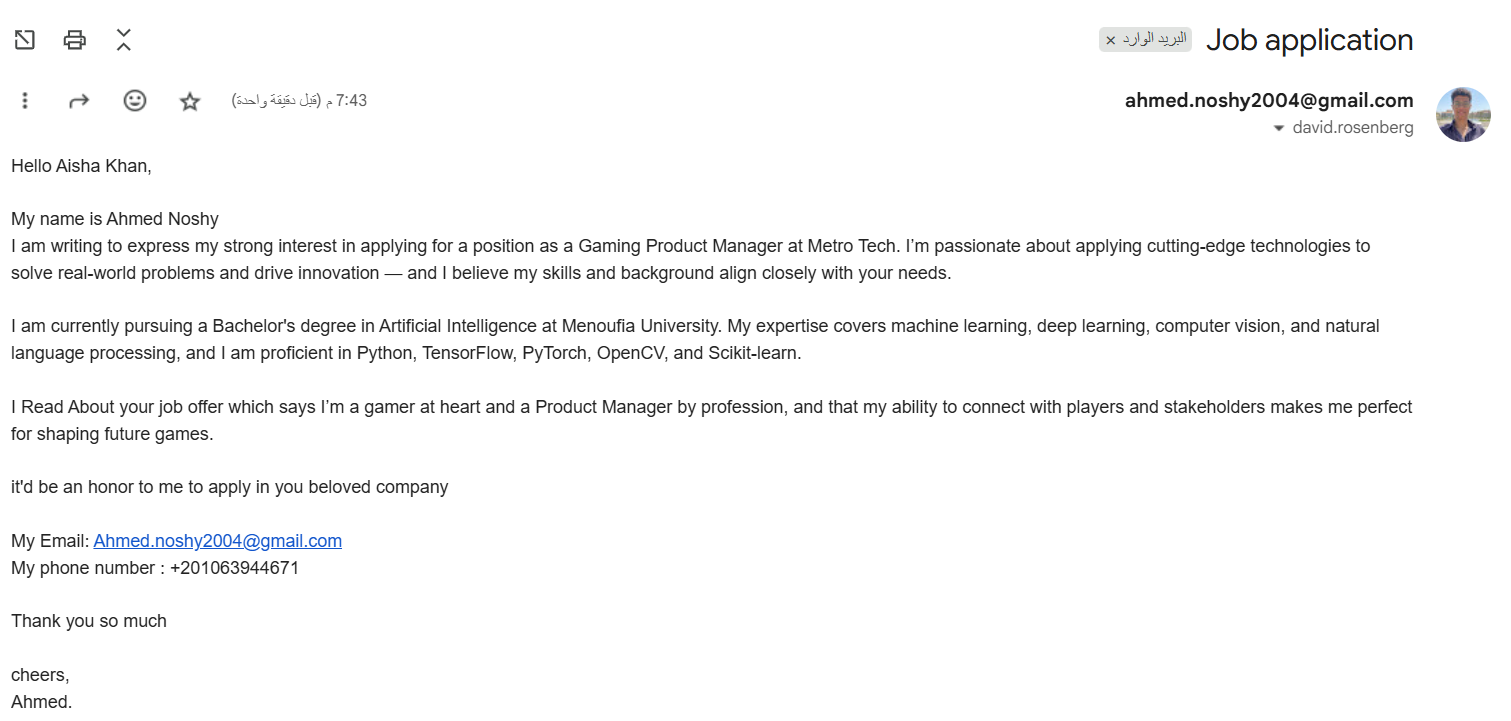 Job application
البريد الوارد ×
ahmed.noshy2004@gmail.com
7:43 م (قبل دقيقة واحدة)
david.rosenberg
Hello Aisha Khan,
My name is Ahmed Noshy
I am writing to express my strong interest in applying for a position as a Gaming Product Manager at Metro Tech. I’m passionate about applying cutting-edge technologies to
solve real-world problems and drive innovation — and I believe my skills and background align closely with your needs.
I am currently pursuing a Bachelor's degree in Artificial Intelligence at Menoufia University. My expertise covers machine learning, deep learning, computer vision, and natural
language processing, and I am proficient in Python, TensorFlow, PyTorch, OpenCV, and Scikit-learn.
I Read About your job offer which says I’m a gamer at heart and a Product Manager by profession, and that my ability to connect with players and stakeholders makes me perfect
for shaping future games.
it'd be an honor to me to apply in you beloved company
My Email: Ahmed.noshy2004@gmail.com
My phone number : +201063944671
Thank you so much
cheers,
Ahmed.